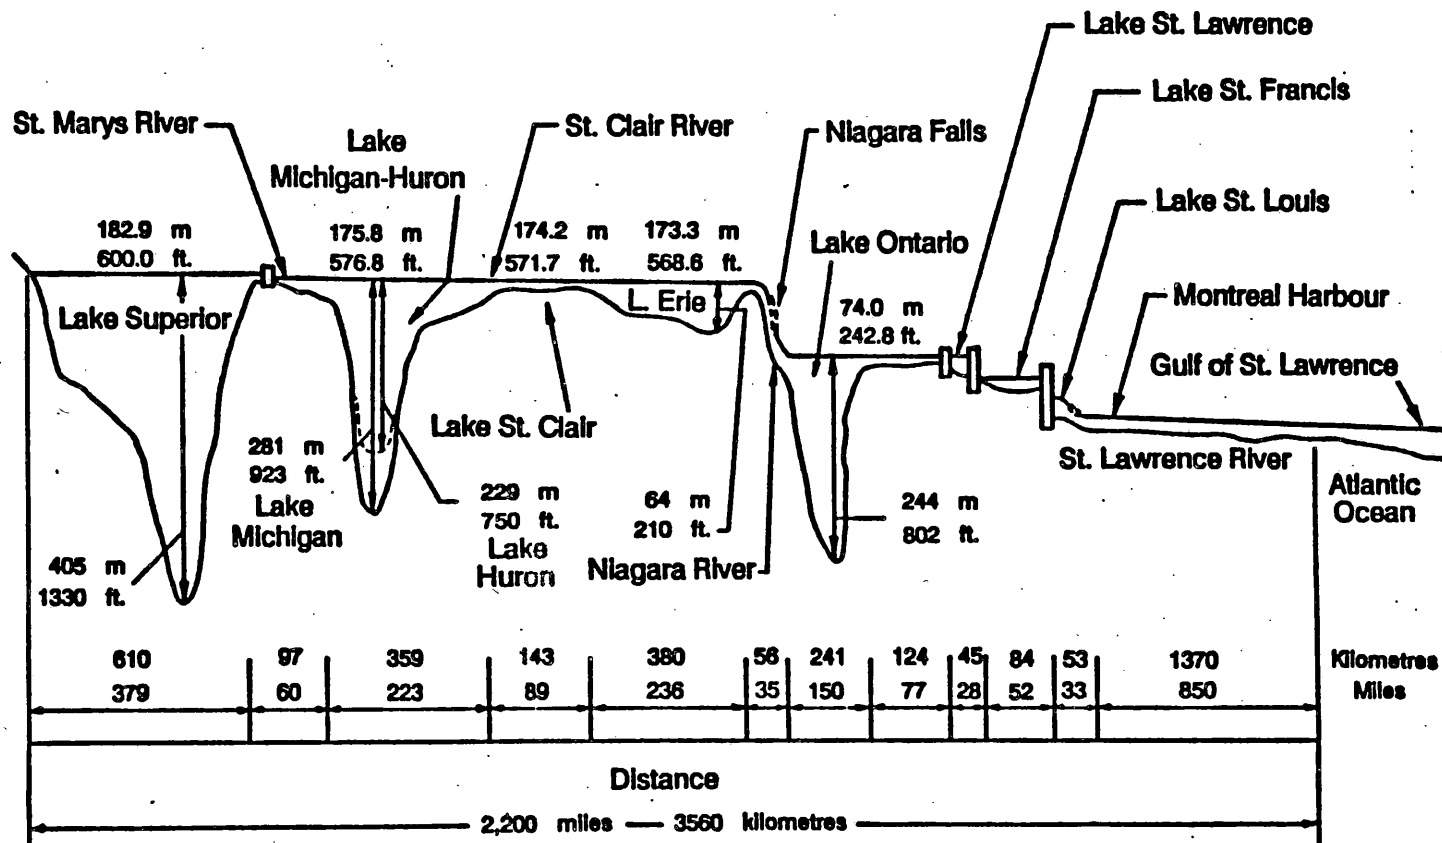 Lake St. Lawrence
Lake St. Francis
St. Marys River
Lake
Michigan-Huron
St. Clair River
Niagara Falls
Lake St. Louis
182.9 m
600.0 ft.
175.8 m
576.8 ft.
174.2 m
571.7 ft.
173.3 m
568.6 ft.
Lake Ontario
Lake Superior
L. Erie
74.0 m
242.8 ft.
Montreal Harbour
Gulf of St. Lawrence
Lake St. Clair
281 m
923 ft.
Lake
Michigan
229 m
750 ft.
Lake
Huron
64 m
210 ft.
Niagara River
244 m
802 ft.
St. Lawrence River
Atlantic
Ocean
405 m
1330 ft.
610 97 359 143 380 56 241 124 45 84 53 1370 Kilometres
379 60 223 89 236 35 150 77 28 52 33 850 Miles
Distance
2,200 miles — 3560 kilometres